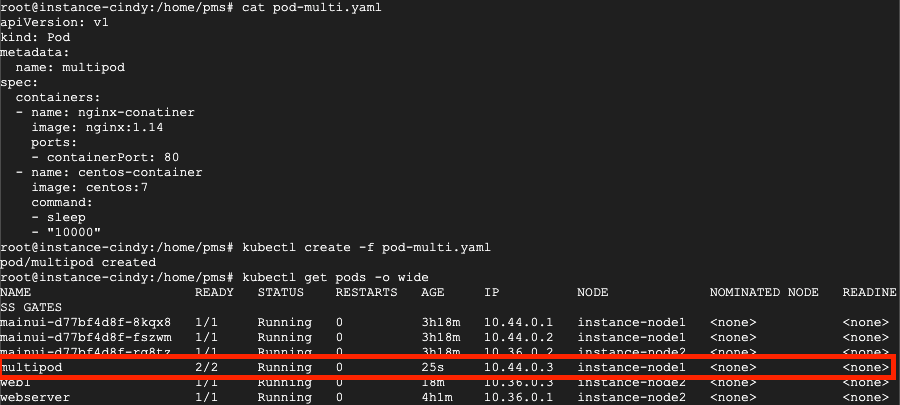 root@instance-cindy:/home/pms# cat pod-multi.yaml
apiVersion: v1
kind: Pod
metadata:
  name: multipod
spec:
  containers:
  - name: nginx-conatiner
    image: nginx:1.14
    ports:
    - containerPort: 80
  - name: centos-container
    image: centos:7
    command:
    - sleep
    - "10000"
root@instance-cindy:/home/pms# kubectl create -f pod-multi.yaml
pod/multipod created
root@instance-cindy:/home/pms# kubectl get pods -o wide
NAME                     READY   STATUS    RESTARTS   AGE     IP          NODE             NOMINATED NODE   READINE
SS GATES
mainui-d77bf4d8f-8kqx8   1/1     Running   0          3h18m   10.44.0.1   instance-node1   <none>           <none>
mainui-d77bf4d8f-fszwm   1/1     Running   0          3h18m   10.44.0.2   instance-node1   <none>           <none>
mainui-d77bf4d8f-rq8tz   1/1     Running   0          3h18m   10.36.0.2   instance-node2   <none>           <none>
multipod                 2/2     Running   0          25s     10.44.0.3   instance-node1   <none>           <none>
web1                     1/1     Running   0          18m     10.36.0.3   instance-node2   <none>           <none>
webserver                1/1     Running   0          4h1m    10.36.0.1   instance-node2   <none>           <none>